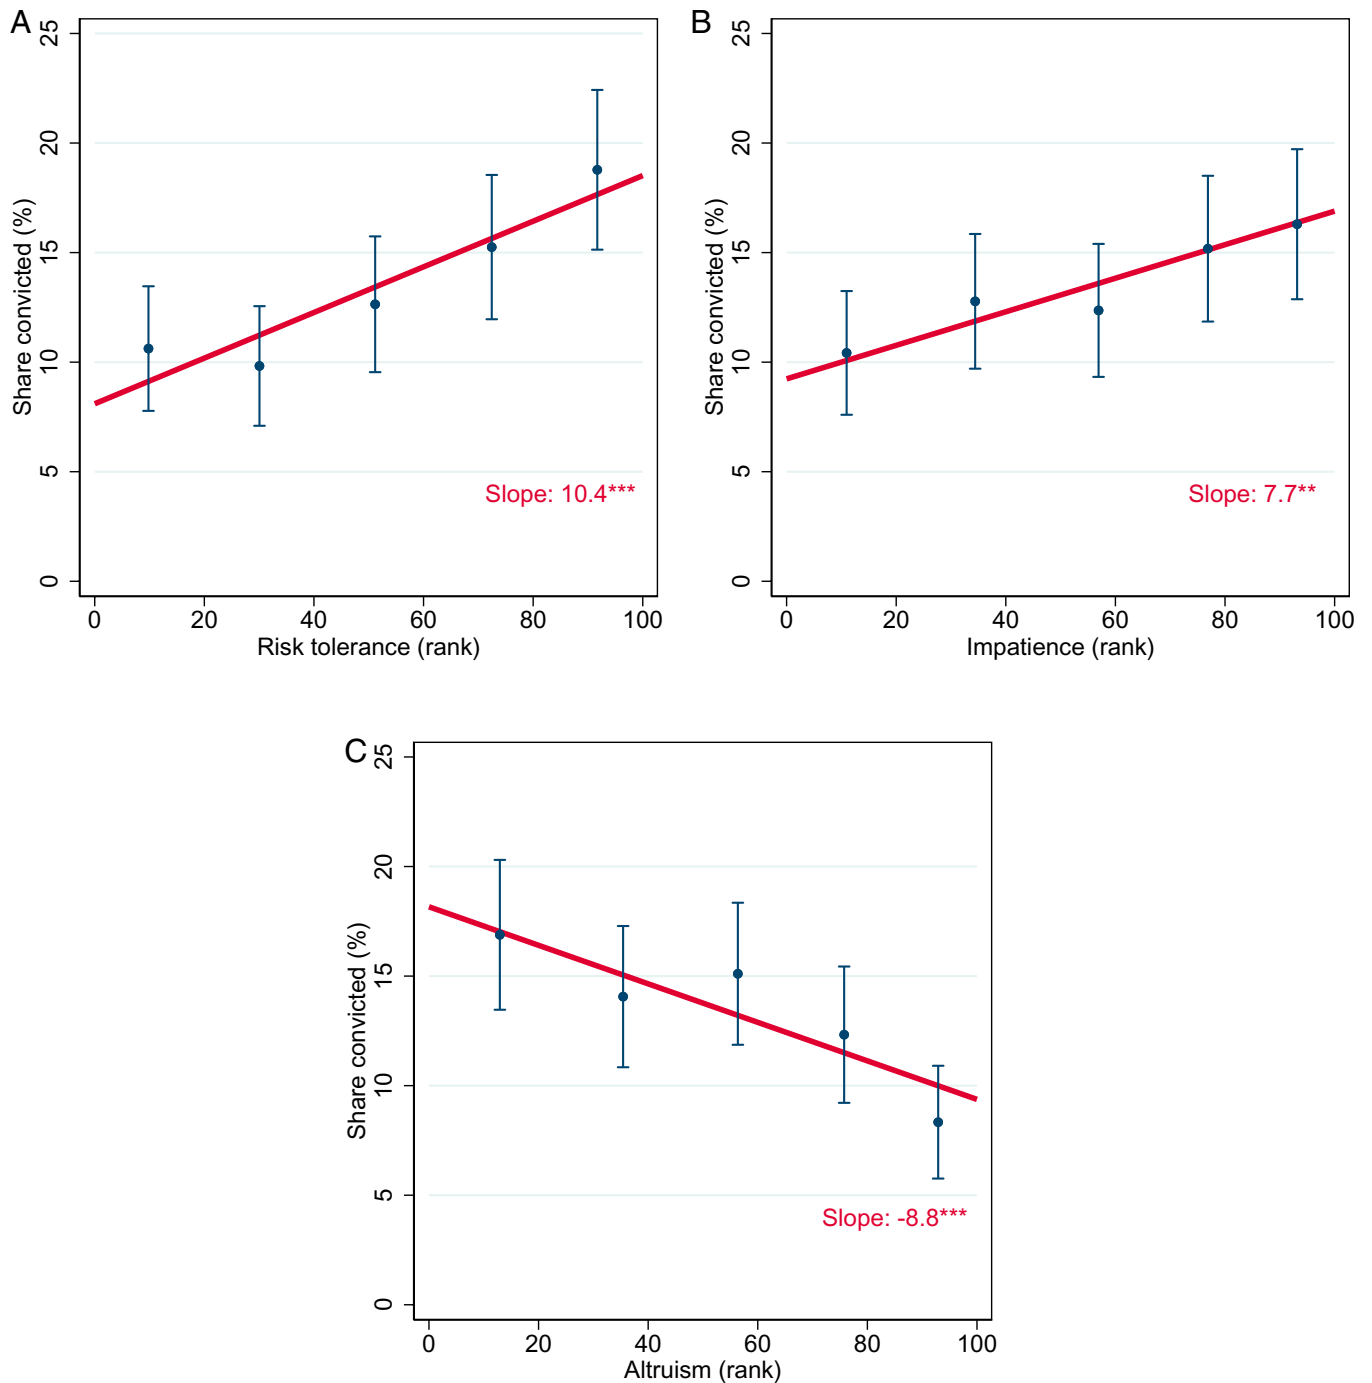 A
25
20
15
10
5
0
Share convicted (%)
Slope: 10.4***
0 20 40 60 80 100
Risk tolerance (rank)
B
25
20
15
10
5
0
Share convicted (%)
Slope: 7.7**
0 20 40 60 80 100
Impatience (rank)
C
25
20
15
10
5
0
Share convicted (%)
Slope: -8.8***
0 20 40 60 80 100
Altruism (rank)